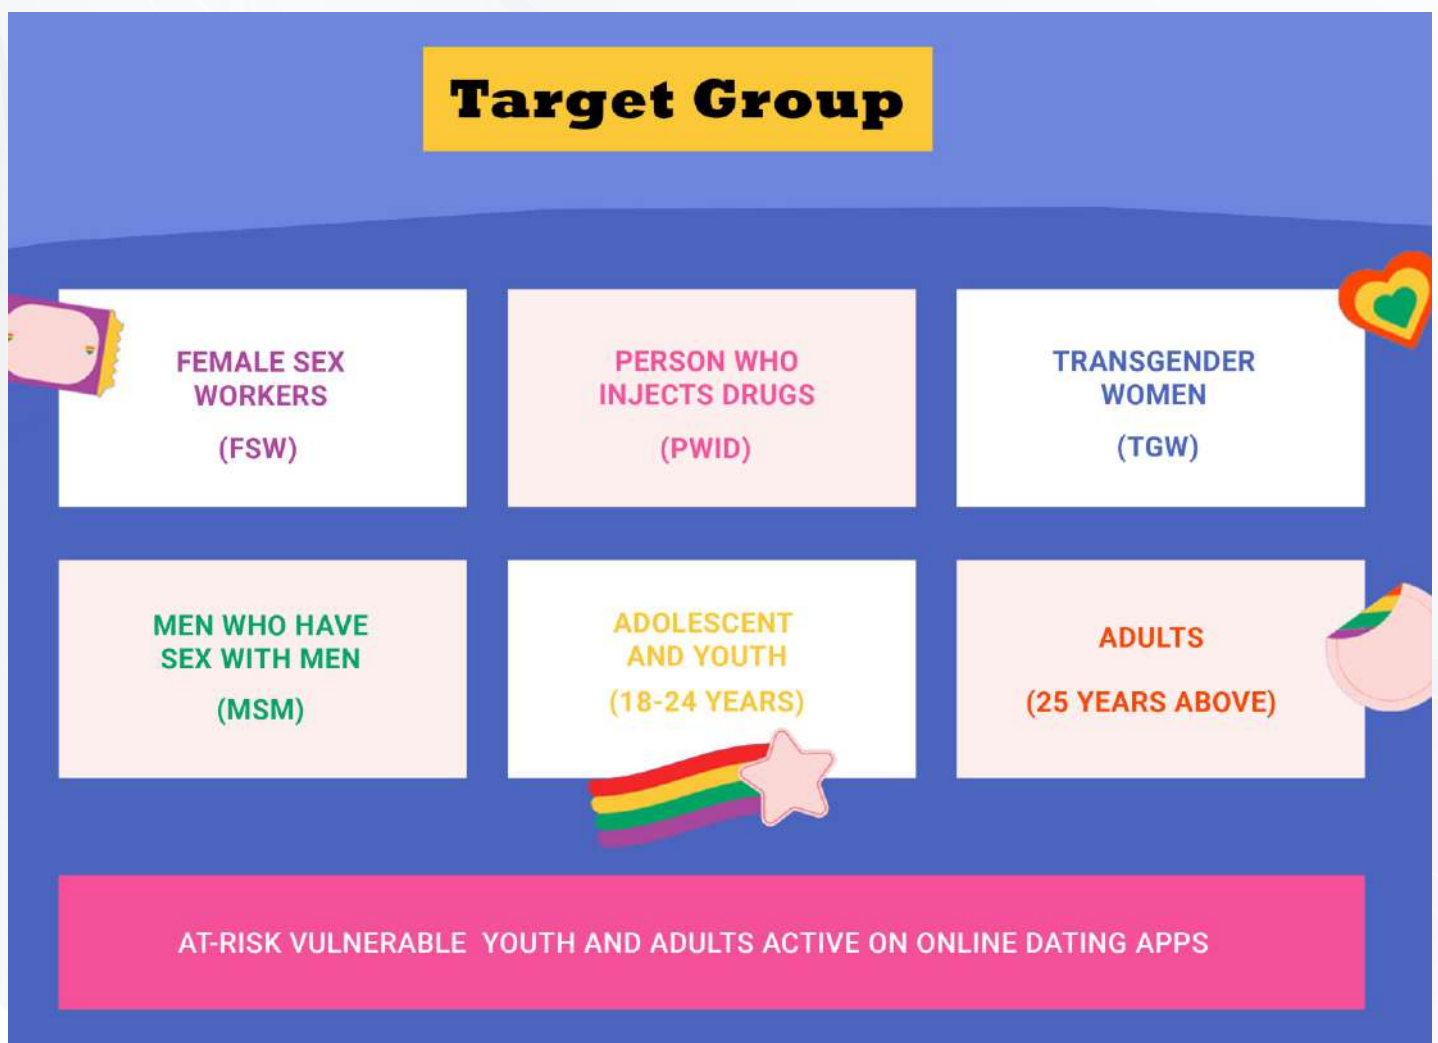 Target Group
FEMALE SEX
WORKERS
(FSW)
PERSON WHO
INJECTS DRUGS
(PWID)
TRANSGENDER
WOMEN
(TGW)
MEN WHO HAVE
SEX WITH MEN
(MSM)
ADOLESCENT
AND YOUTH
(18-24 YEARS)
ADULTS
(25 YEARS ABOVE)
AT-RISK VULNERABLE YOUTH AND ADULTS ACTIVE ON ONLINE DATING APPS